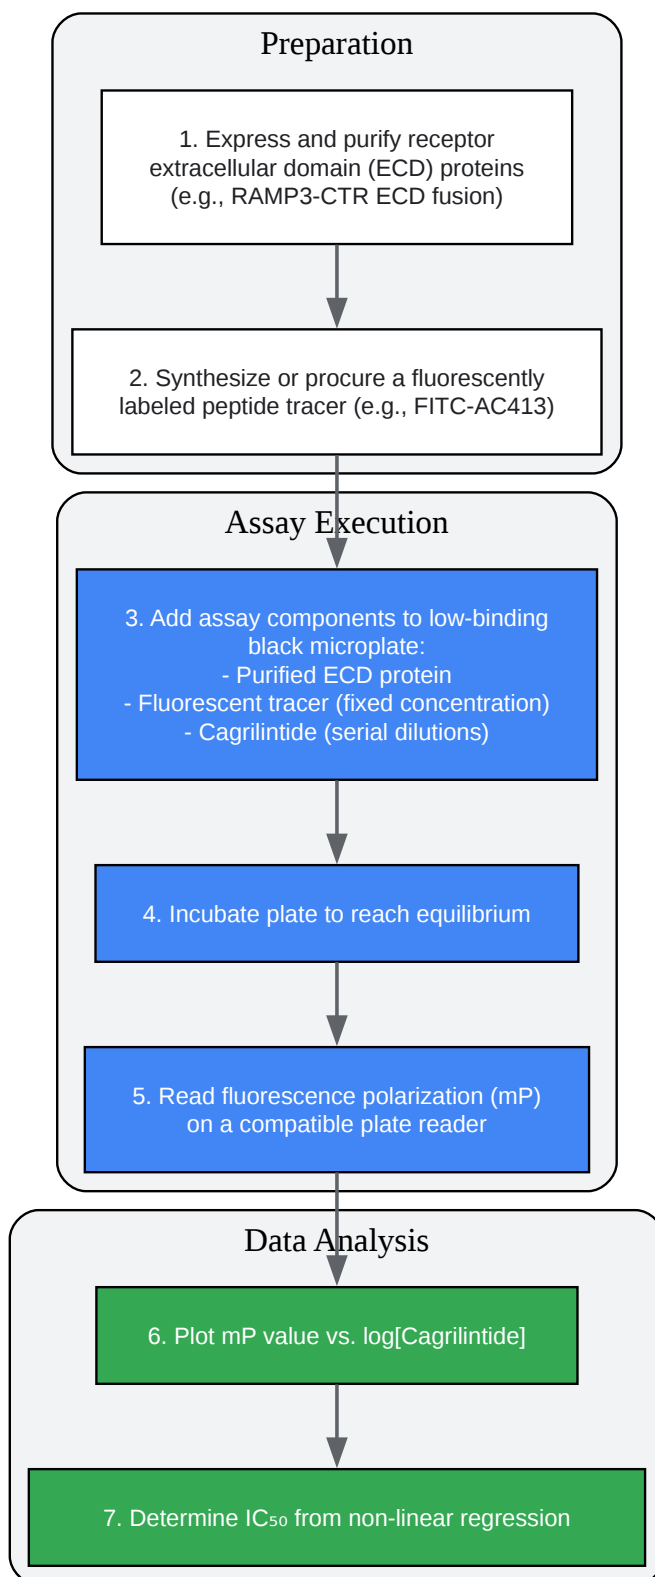 Preparation
1. Express and purify receptor
extracellular domain (ECD) proteins
(e.g., RAMP3-CTR ECD fusion)
2. Synthesize or procure a fluorescently
labeled peptide tracer (e.g., FITC-AC413)
Assay Execution
3. Add assay components to low-binding
black microplate:
- Purified ECD protein
- Fluorescent tracer (fixed concentration)
- Cagrilintide (serial dilutions)
4. Incubate plate to reach equilibrium
5. Read fluorescence polarization (mP)
on a compatible plate reader
Data Analysis
6. Plot mP value vs. log[Cagrilintide]
7. Determine IC₅₀ from non-linear regression